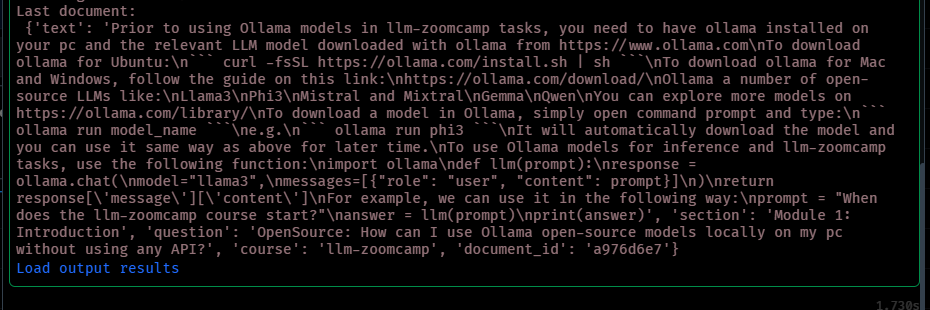 Last document:
{'text': 'Prior to using Ollama models in llm-zoomcamp tasks, you need to have ollama installed on
your pc and the relevant LLM model downloaded with ollama from https://www.ollama.com\nTo download
ollama for Ubuntu:\n``` curl -fsSL https://ollama.com/install.sh | sh ```\nTo download ollama for Mac
and Windows, follow the guide on this link:\nhttps://ollama.com/download/\nOllama a number of open-
source LLMs like:\nLlama3\nPhi3\nMistral and Mixtral\nGemma\nQwen\nYou can explore more models on
https://ollama.com/library/\nTo download a model in Ollama, simply open command prompt and type:\n```
ollama run model_name ```\ne.g.\n``` ollama run phi3 ```\nIt will automatically download the model and
you can use it same way as above for later time.\nTo use Ollama models for inference and llm-zoomcamp
tasks, use the following function:\nimport ollama\ndef llm(prompt):\nresponse =
ollama.chat(\nmodel="llama3",\nmessages=[{"role": "user", "content": prompt}]\n)\nreturn
response[\'message\'][\'content\']\nFor example, we can use it in the following way:\nprompt = "When
does the llm-zoomcamp course start?"\nanswer = llm(prompt)\nprint(answer)', 'section': 'Module 1:
Introduction', 'question': 'OpenSource: How can I use Ollama open-source models locally on my pc
without using any API?', 'course': 'llm-zoomcamp', 'document_id': 'a976d6e7'}
Load output results
1.730s